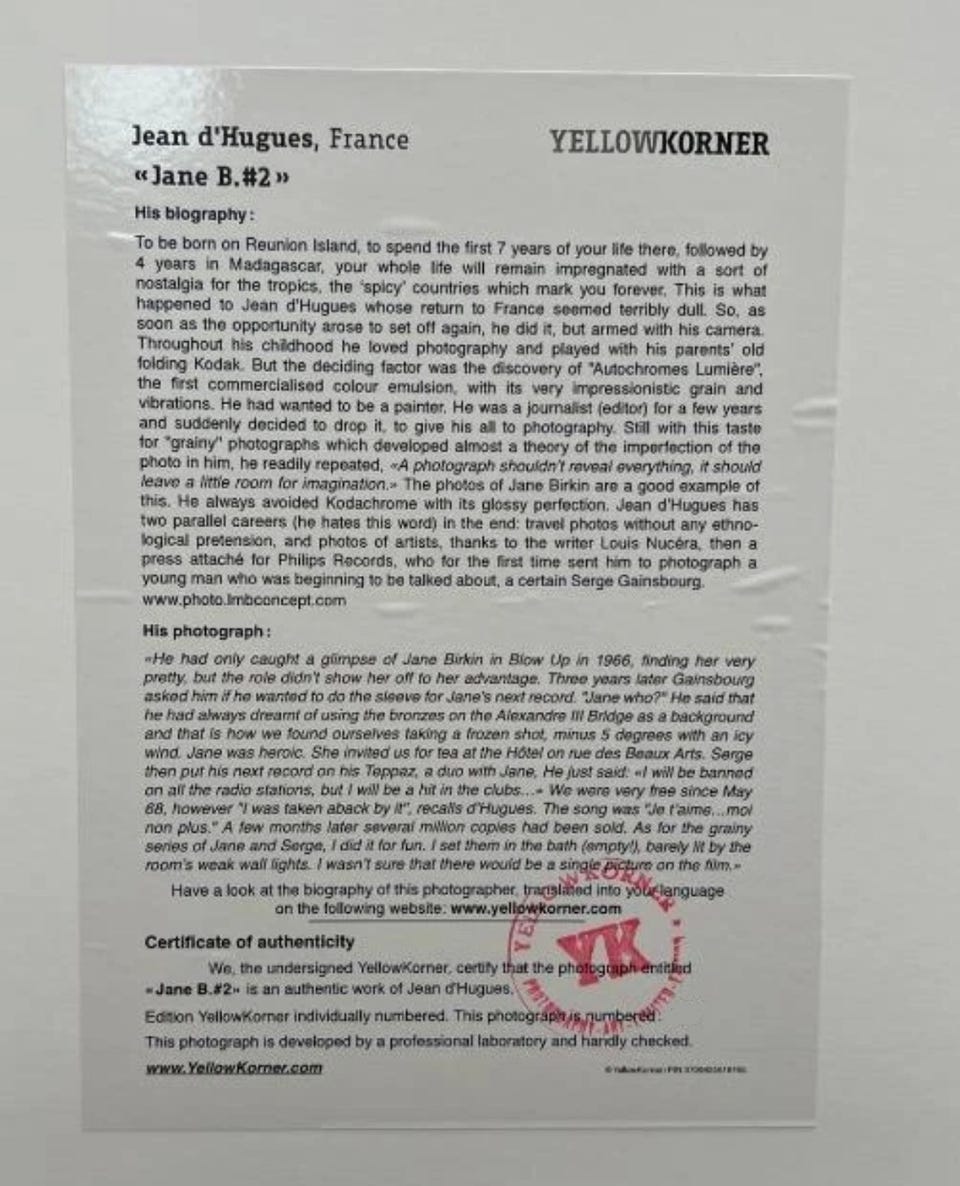 Jean d'Hugues, France
YELLOWKORNER
«Jane B.#2»
His biography:
To be born on Reunion Island, to spend the first 7 years of your life there, followed by
4 years in Madagascar, your whole life will remain impregnated with a sort of
nostalgia for the tropics, the 'spicy' countries which mark you forever. This is what
happened to Jean d'Hugues whose return to France seemed terribly dull. So, as
soon as the opportunity arose to set off again, he did it, but armed with his camera.
Throughout his childhood he loved photography and played with his parents' old
folding Kodak. But the deciding factor was the discovery of "Autochromes Lumière",
the first commercialised colour emulsion, with its very impressionistic grain and
vibrations. He had wanted to be a painter. He was a journalist (editor) for a few years
and suddenly decided to drop it, to give his all to photography. Still with this taste
for "grainy" photographs which developed almost a theory of the imperfection of the
photo in him, he readily repeated, «A photograph shouldn't reveal everything, it should
leave a little room for imagination.» The photos of Jane Birkin are a good example of
this. He always avoided Kodachrome with its glossy perfection. Jean d'Hugues has
two parallel careers (he hates this word) in the end: travel photos without any ethno-
logical pretension, and photos of artists, thanks to the writer Louis Nucéra, then a
press attaché for Philips Records, who for the first time sent him to photograph a
young man who was beginning to be talked about, a certain Serge Gainsbourg.
www.photo.lmbconcept.com
His photograph:
«He had only caught a glimpse of Jane Birkin in Blow Up in 1966, finding her very
pretty, but the role didn't show her off to her advantage. Three years later Gainsbourg
asked him if he wanted to do the sleeve for Jane's next record. "Jane who?" He said that
he had always dreamt of using the bronzes on the Alexandre III Bridge as a background
and that is how we found ourselves taking a frozen shot, minus 5 degrees with an icy
wind. Jane was heroic. She invited us for tea at the Hôtel on rue des Beaux Arts. Serge
then put his next record on his Teppaz, a duo with Jane. He just said: «I will be banned
on all the radio stations, but I will be a hit in the clubs...» We were very free since May
68, however "I was taken aback by it", recalls d'Hugues. The song was "Je t'aime...moi
non plus." A few months later several million copies had been sold. As for the grainy
series of Jane and Serge, I did it for fun. I set them in the bath (empty!), barely lit by the
room's weak wall lights. I wasn't sure that there would be a single picture on the film.»
Have a look at the biography of this photographer, translated into your language
on the following website: www.yellowkorner.com
Certificate of authenticity
We, the undersigned YellowKorner, certify that the photograph entitled
«Jane B.#2» is an authentic work of Jean d'Hugues.
Edition YellowKorner individually numbered. This photograph is numbered.
This photograph is developed by a professional laboratory and handly checked.
YELLOWKORNER
YK
PHOTOGRAPHY-ART-LIMITED
www.YellowKorner.com
© YellowKorner